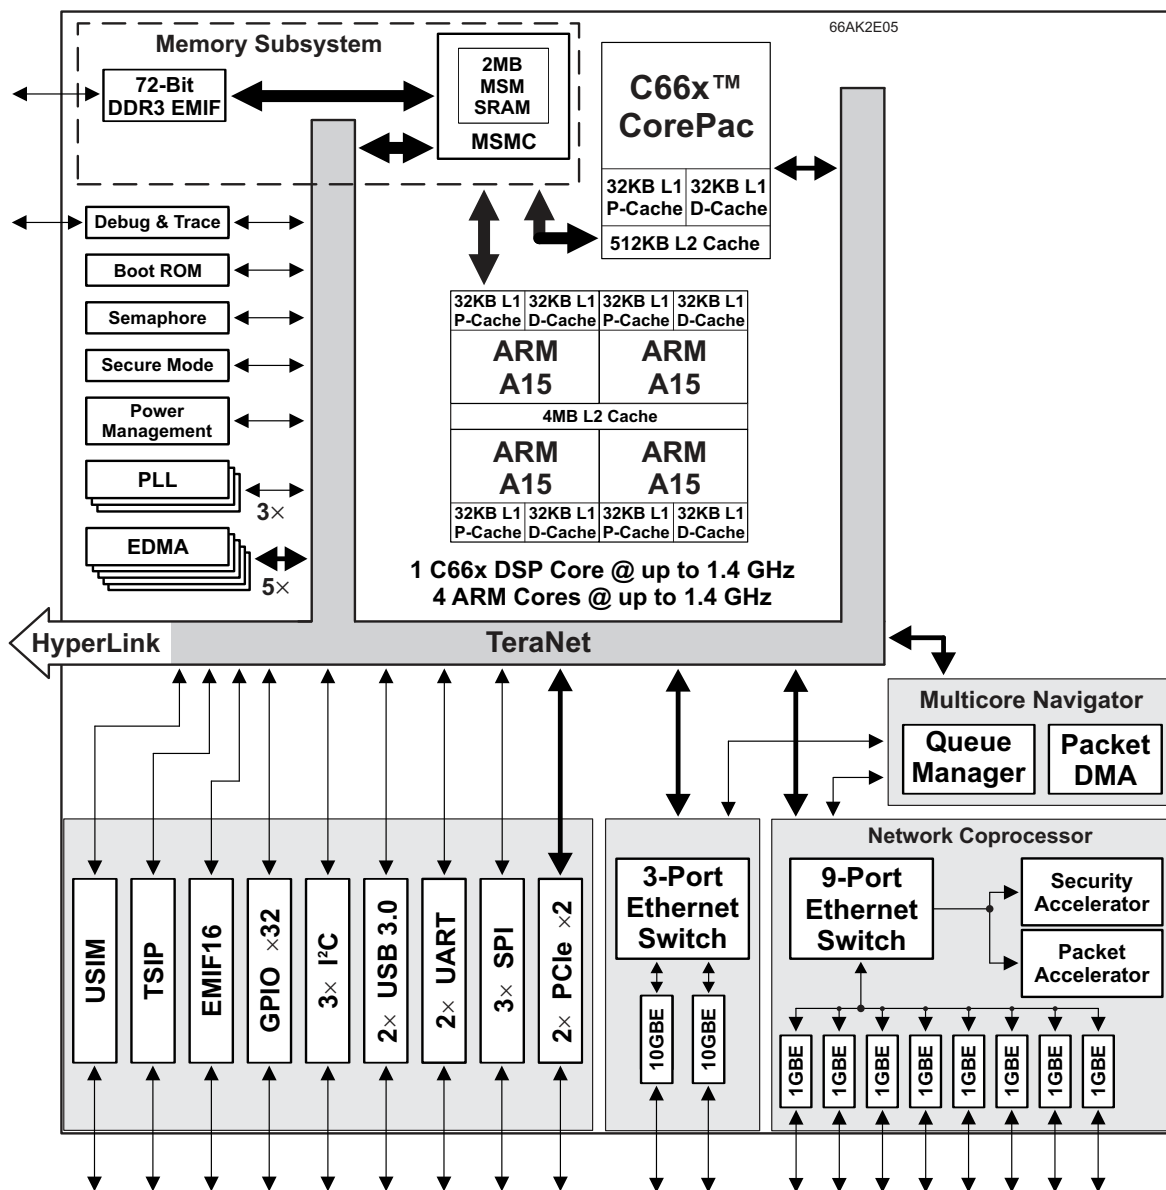 66AK2E05
Memory Subsystem
72-Bit
DDR3 EMIF
2MB
MSM
SRAM
MSMC
C66x™
CorePac
32KB L1
P-Cache
32KB L1
D-Cache
512KB L2 Cache
Debug & Trace
Boot ROM
Semaphore
Secure Mode
Power
Management
PLL
3×
EDMA
5×
32KB L1
P-Cache
32KB L1
D-Cache
32KB L1
P-Cache
32KB L1
D-Cache
ARM
A15
ARM
A15
4MB L2 Cache
ARM
A15
ARM
A15
32KB L1
P-Cache
32KB L1
D-Cache
32KB L1
P-Cache
32KB L1
D-Cache
1 C66x DSP Core @ up to 1.4 GHz
4 ARM Cores @ up to 1.4 GHz
HyperLink
TeraNet
Multicore Navigator
Queue
Manager
Packet
DMA
USIM
TSIP
EMIF16
GPIO ×32
3× I²C
2× USB 3.0
2× UART
3× SPI
2× PCIe ×2
3-Port
Ethernet
Switch
10GBE
10GBE
Network Coprocessor
9-Port
Ethernet
Switch
Security
Accelerator
Packet
Accelerator
1GBE
1GBE
1GBE
1GBE
1GBE
1GBE
1GBE
1GBE